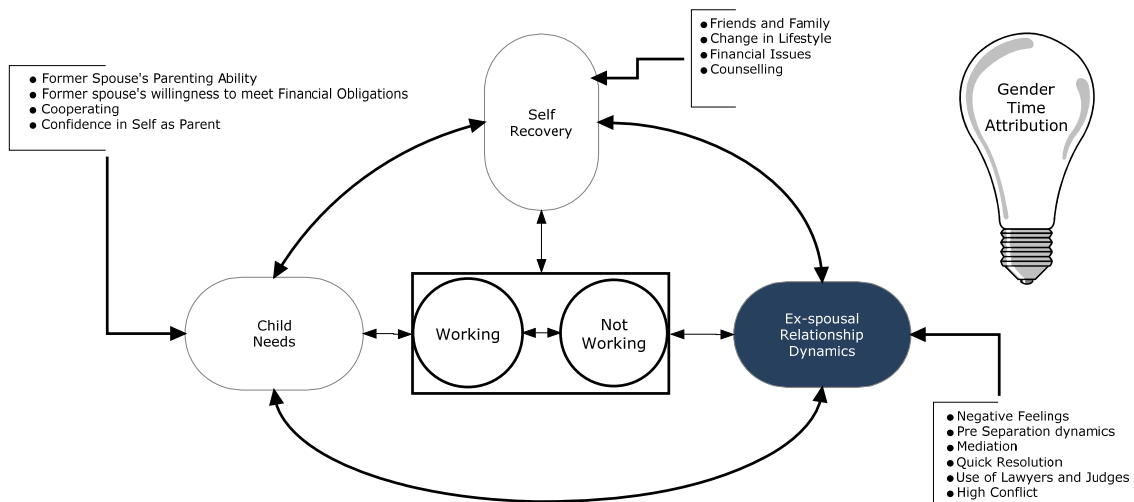 ● Friends and Family
● Change in Lifestyle
● Financial Issues
● Counselling
● Former Spouse's Parenting Ability
● Former spouse's willingness to meet Financial Obligations
● Cooperating
● Confidence in Self as Parent
Self
Recovery
Gender
Time
Attribution
Child
Needs
Working
Not
Working
Ex-spousal
Relationship
Dynamics
● Negative Feelings
● Pre Separation dynamics
● Mediation
● Quick Resolution
● Use of Lawyers and Judges
● High Conflict